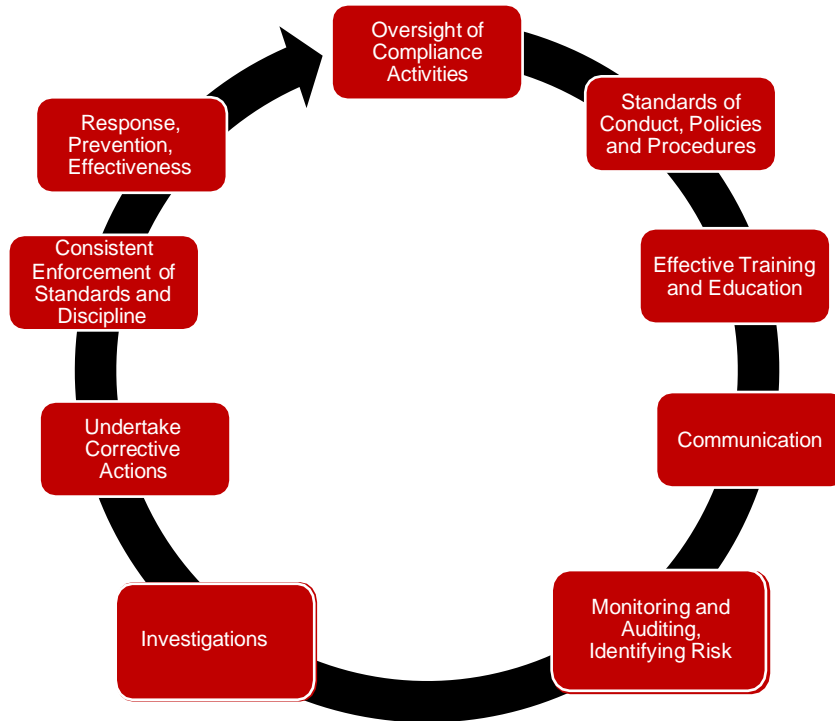 Oversight of
Compliance
Activities
Standards of
Conduct, Policies
and Procedures
Effective Training
and Education
Communication
Monitoring and
Auditing,
Identifying Risk
Investigations
Undertake
Corrective
Actions
Consistent
Enforcement of
Standards and
Discipline
Response,
Prevention,
Effectiveness